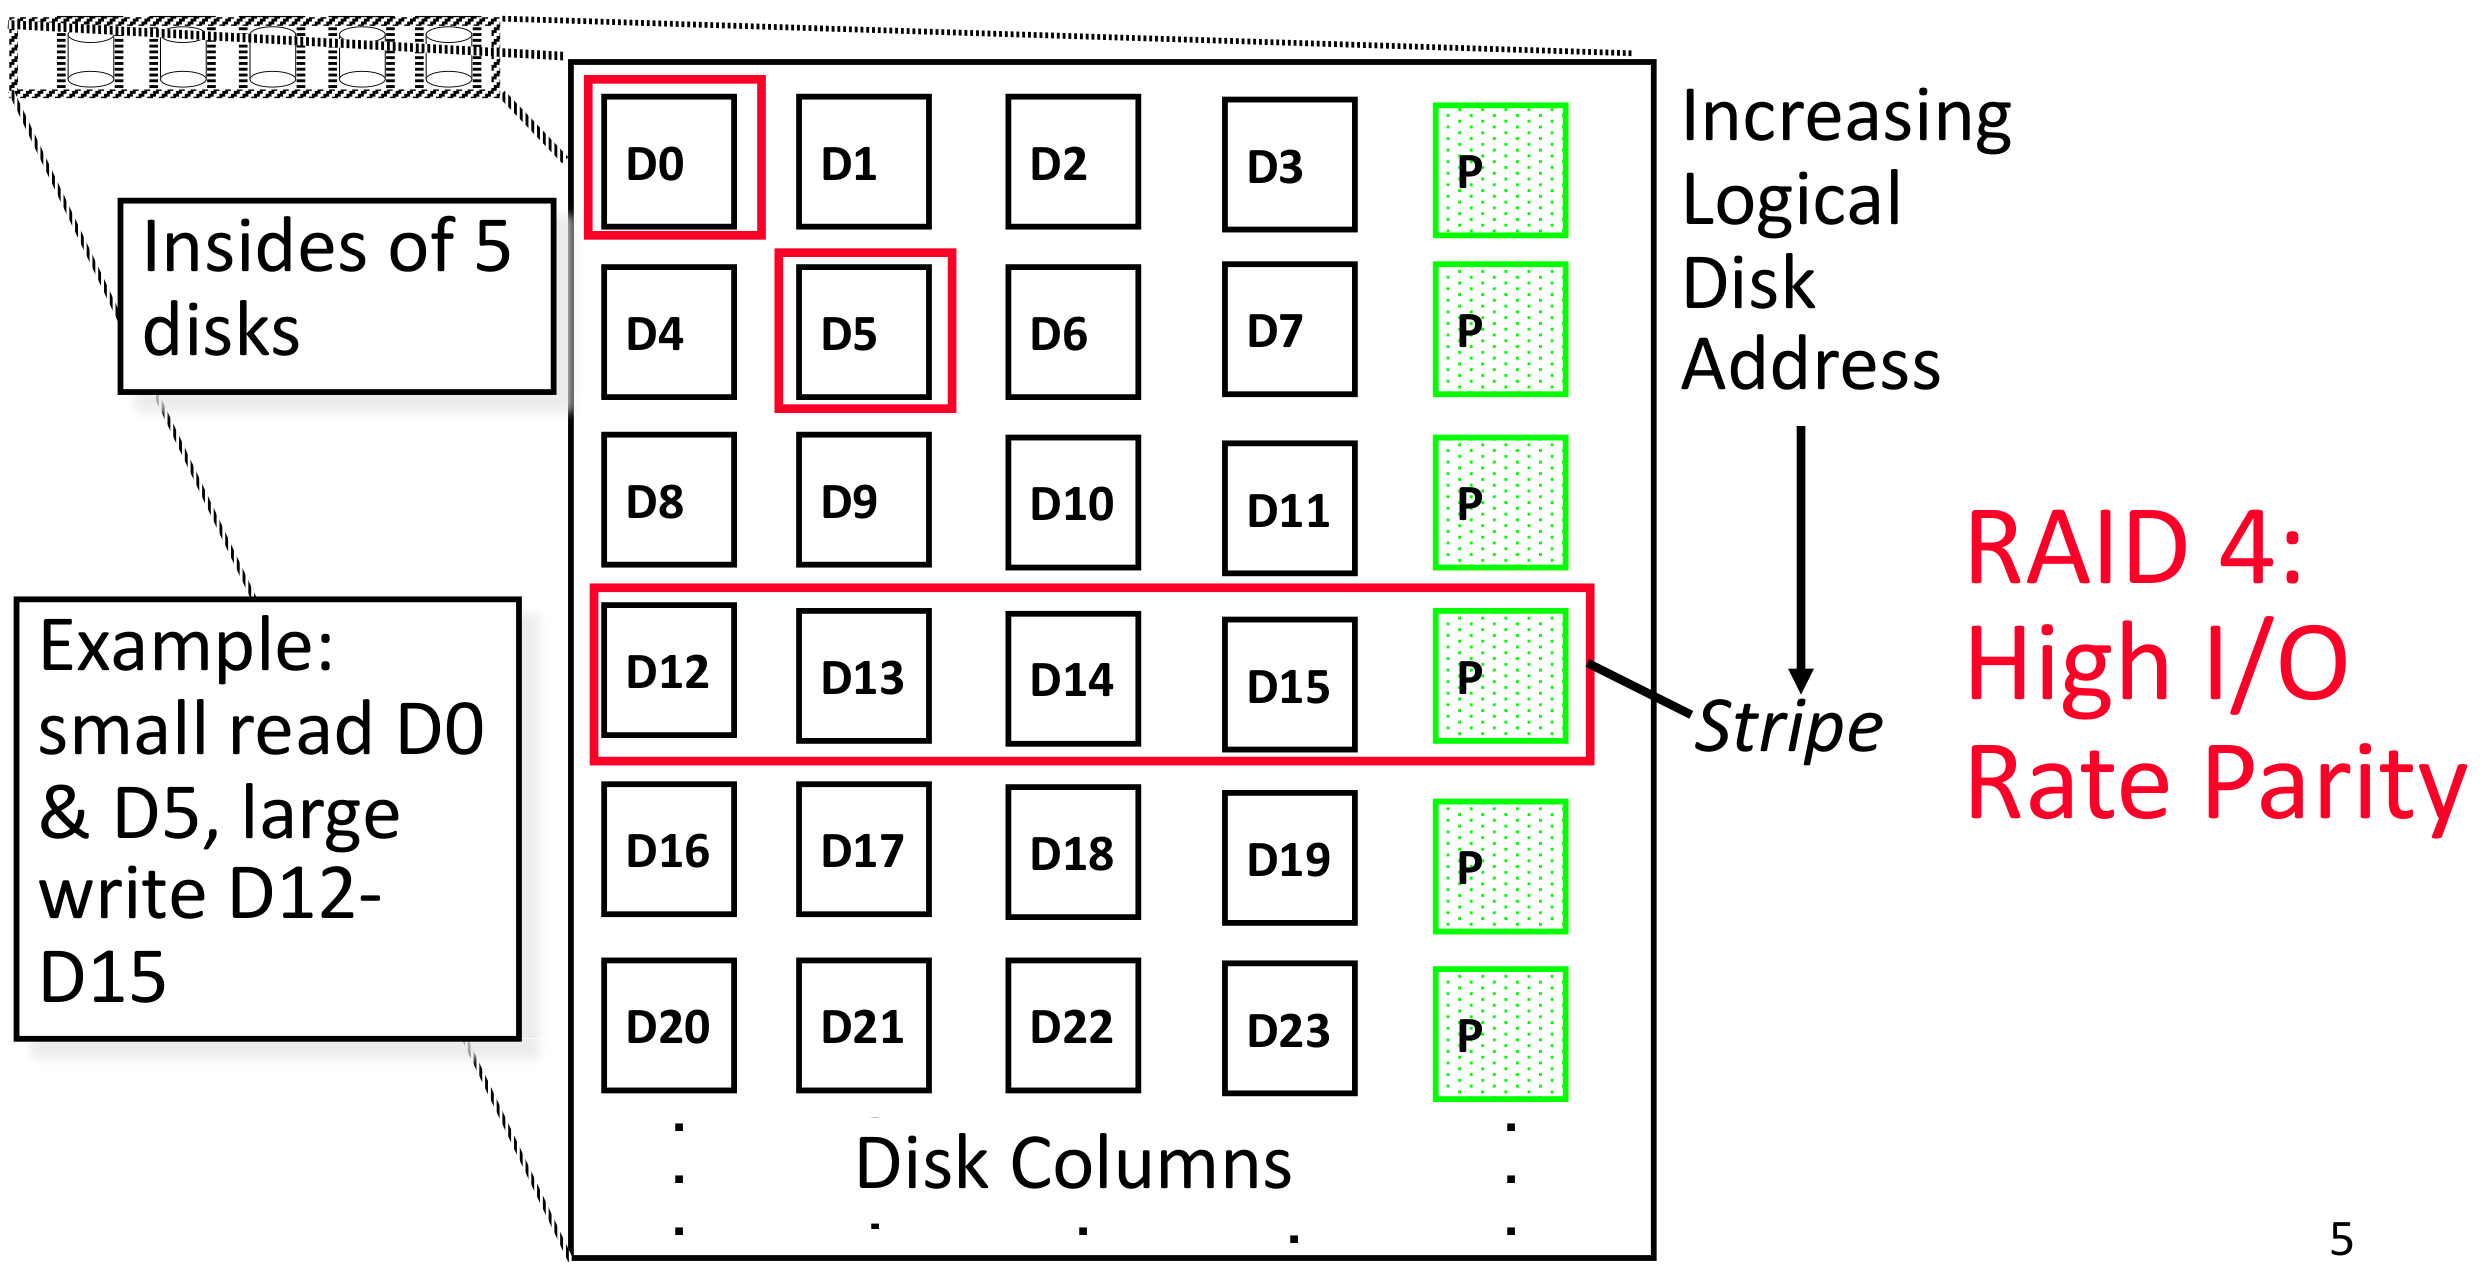 Insides of 5
disks
Example:
small read D0
& D5, large
write D12-
D15
D0 D1 D2 D3 P
D4 D5 D6 D7 P
D8 D9 D10 D11 P
D12 D13 D14 D15 P
D16 D17 D18 D19 P
D20 D21 D22 D23 P
Disk Columns
Increasing
Logical
Disk
Address
Stripe
RAID 4:
High I/O
Rate Parity
5